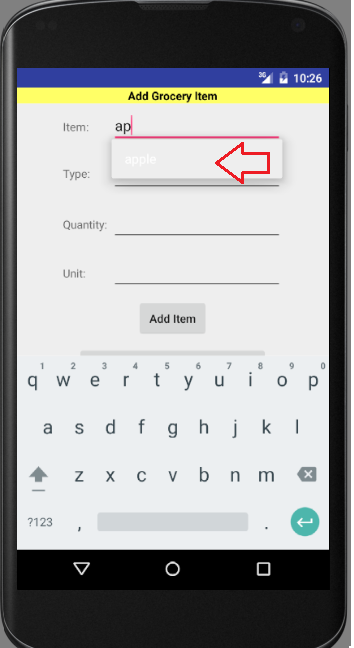 3G 10:26
Add Grocery Item
Item: ap
apple
Type:
Quantity:
Unit:
Add Item
1 2 3 4 5 6 7 8 9 0
q w e r t y u i o p
a s d f g h j k l
z x c v b n m
?123 , .